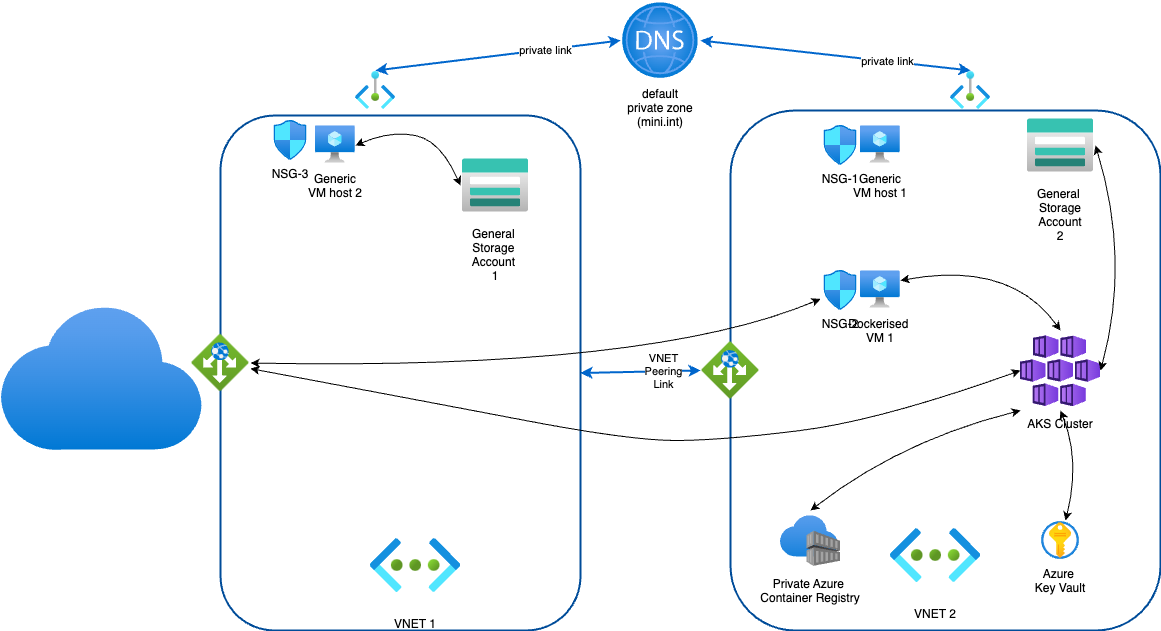 DNS
private link
private link
default
private zone
(mini.int)
NSG-3
Generic
VM host 2
General
Storage
Account
1
NSG-1
Generic
VM host 1
General
Storage
Account
2
NSG-2
Dockerised
VM 1
VNET
Peering
Link
AKS Cluster
Private Azure
Container Registry
Azure
Key Vault
VNET 1
VNET 2